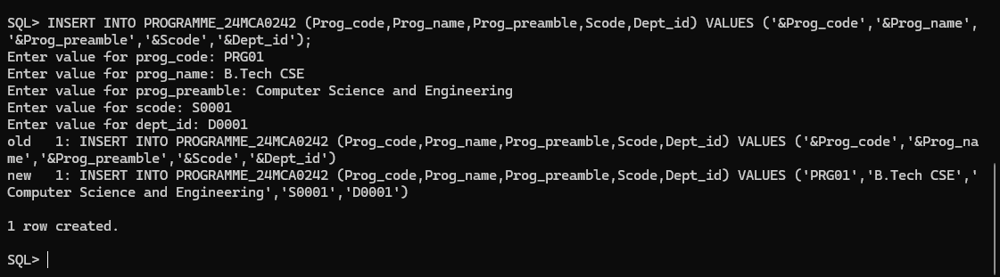 SQL> INSERT INTO PROGRAMME_24MCA0242 (Prog_code,Prog_name,Prog_preamble,Scode,Dept_id) VALUES ('&Prog_code','&Prog_name',
'&Prog_preamble','&Scode','&Dept_id');
Enter value for prog_code: PRG01
Enter value for prog_name: B.Tech CSE
Enter value for prog_preamble: Computer Science and Engineering
Enter value for scode: S0001
Enter value for dept_id: D0001
old   1: INSERT INTO PROGRAMME_24MCA0242 (Prog_code,Prog_name,Prog_preamble,Scode,Dept_id) VALUES ('&Prog_code','&Prog_na
me','&Prog_preamble','&Scode','&Dept_id')
new   1: INSERT INTO PROGRAMME_24MCA0242 (Prog_code,Prog_name,Prog_preamble,Scode,Dept_id) VALUES ('PRG01','B.Tech CSE','
Computer Science and Engineering','S0001','D0001')
1 row created.
SQL>